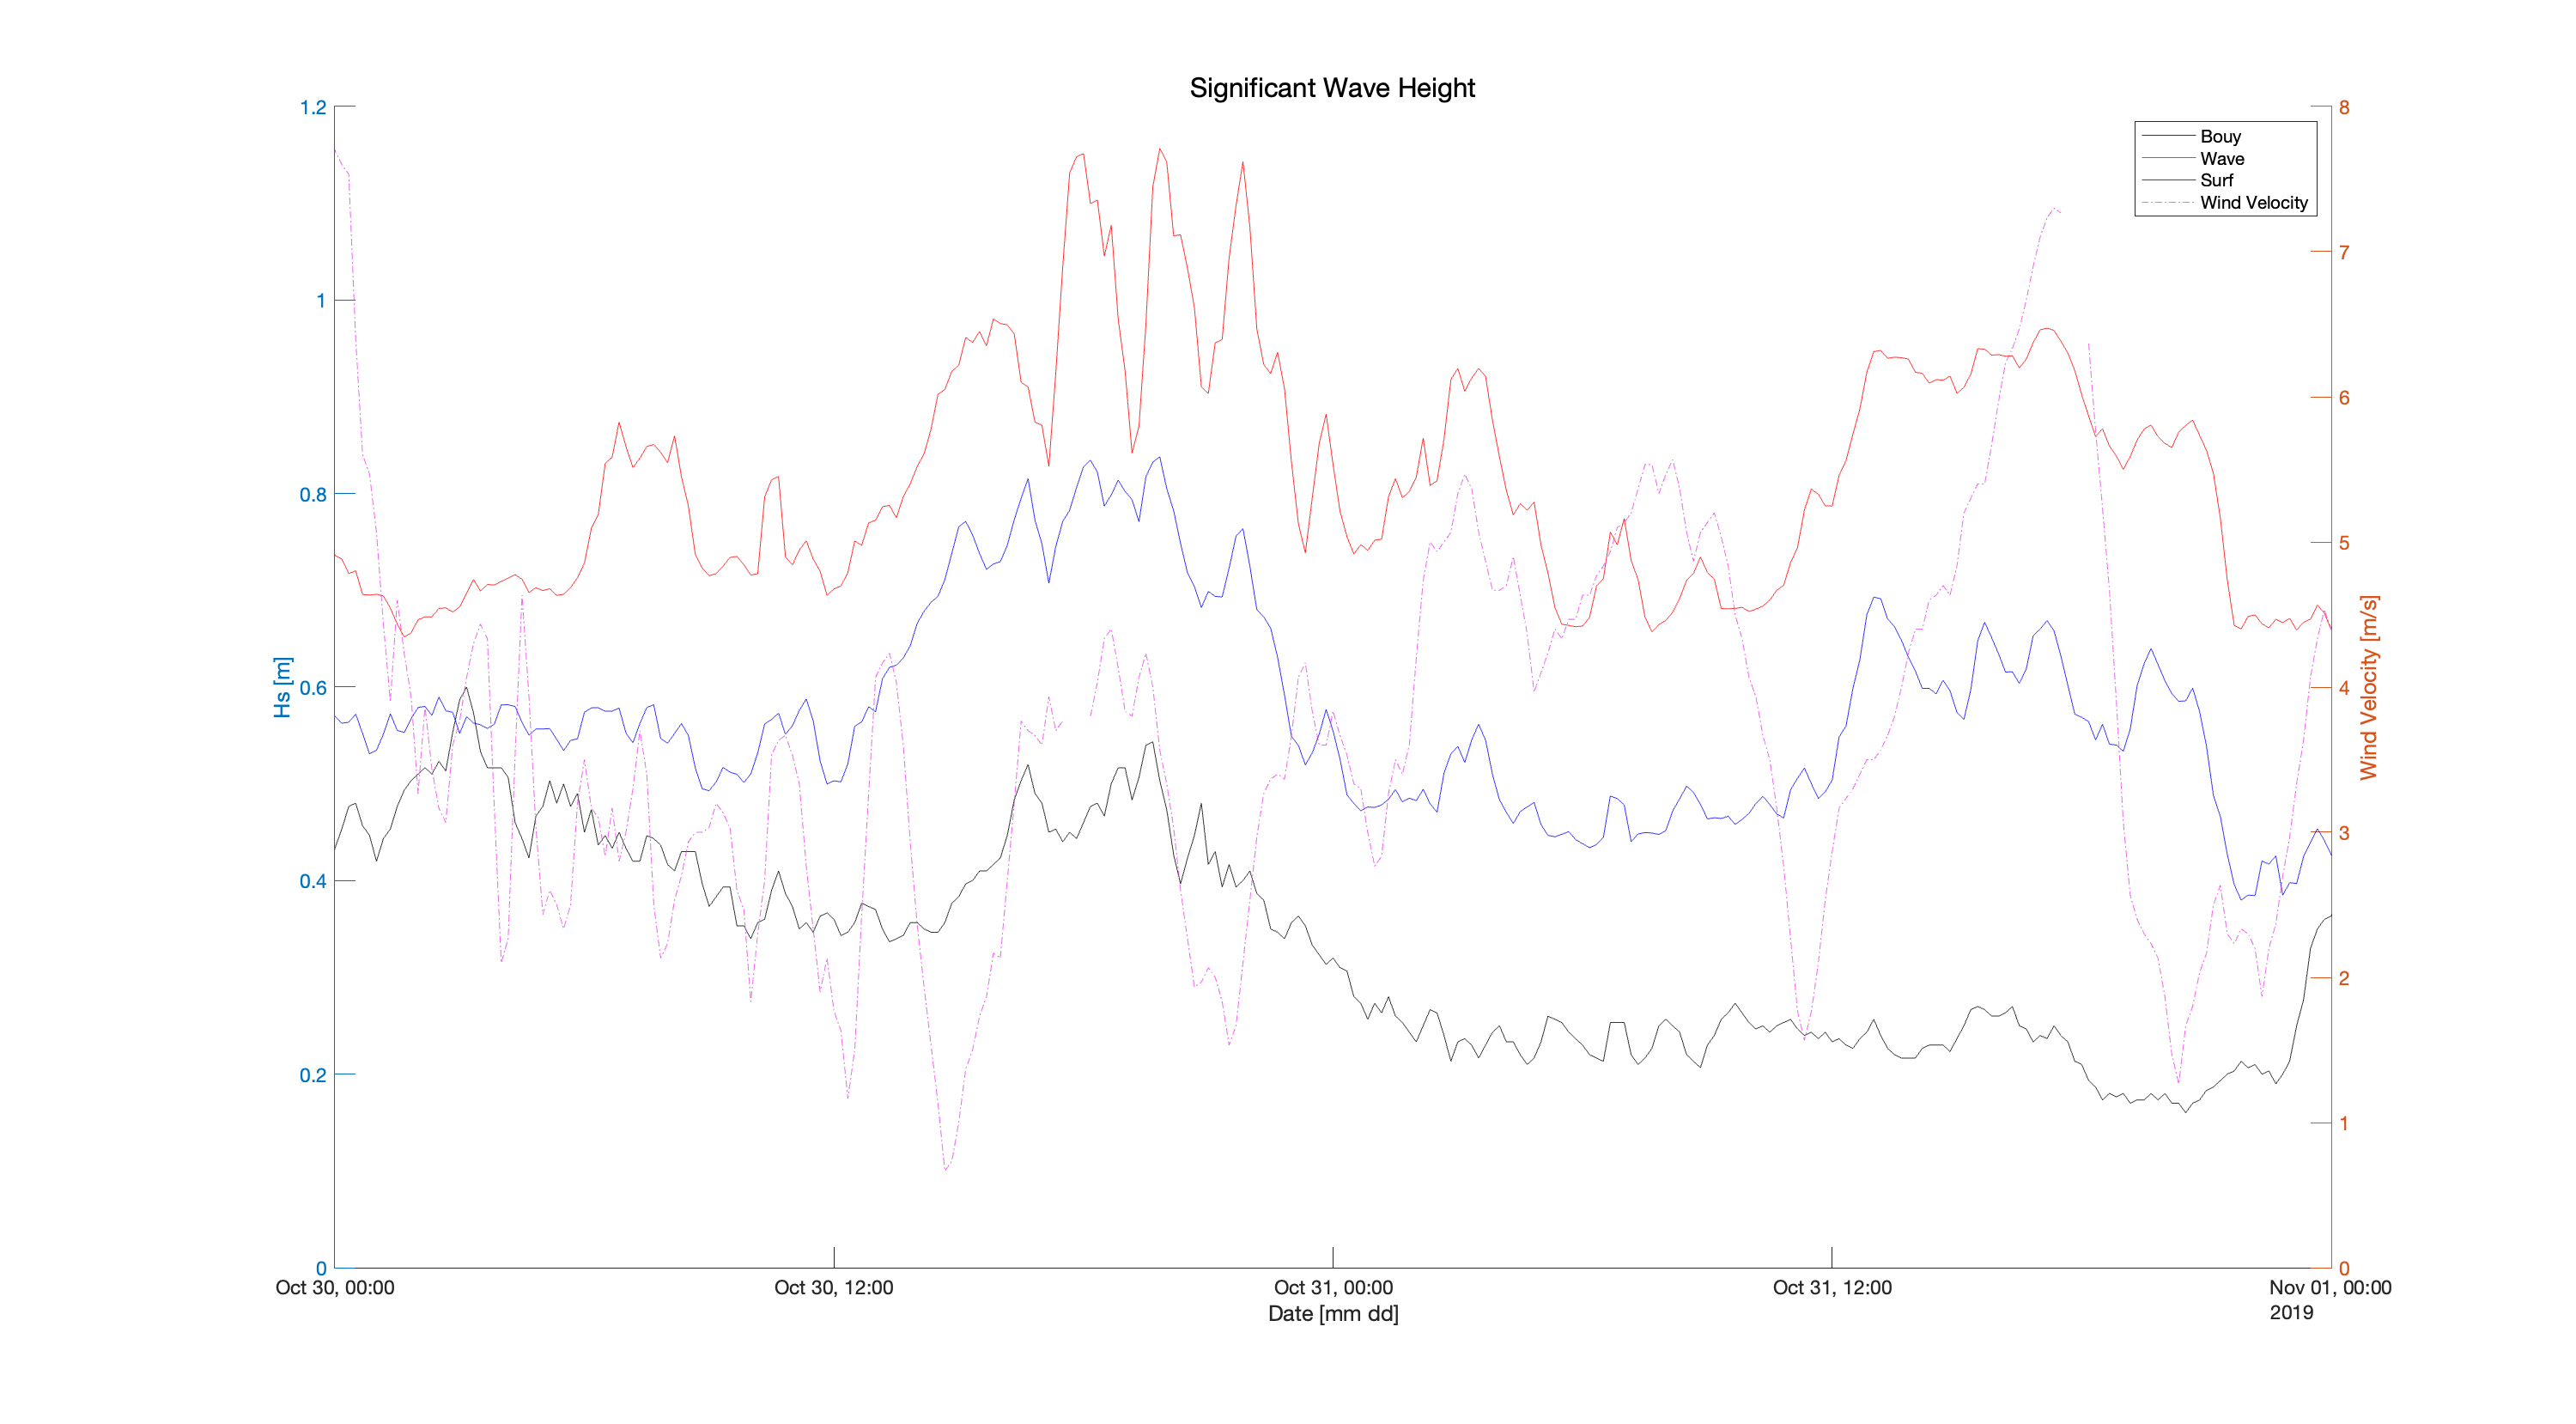 Significant Wave Height
1.2
1
0.8
0.6
0.4
0.2
0
Hs [m]
8
7
6
5
4
3
2
1
0
Wind Velocity [m/s]
Bouy
Wave
Surf
Wind Velocity
Oct 30, 00:00
Oct 30, 12:00
Oct 31, 00:00
Oct 31, 12:00
Nov 01, 00:00
2019
Date [mm dd]